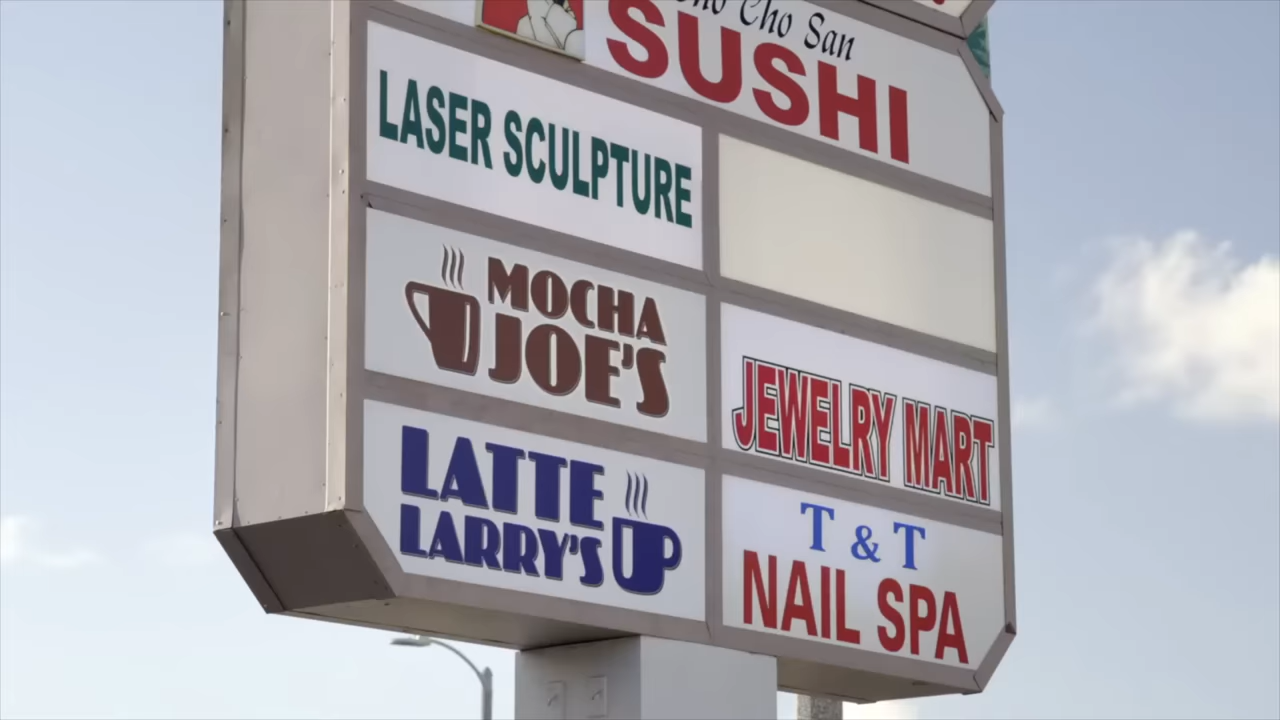 Cho San
SUSHI
LASER SCULPTURE
MOCHA
JOE'S
JEWELRY MART
LATTE
LARRY'S
T & T
NAIL SPA